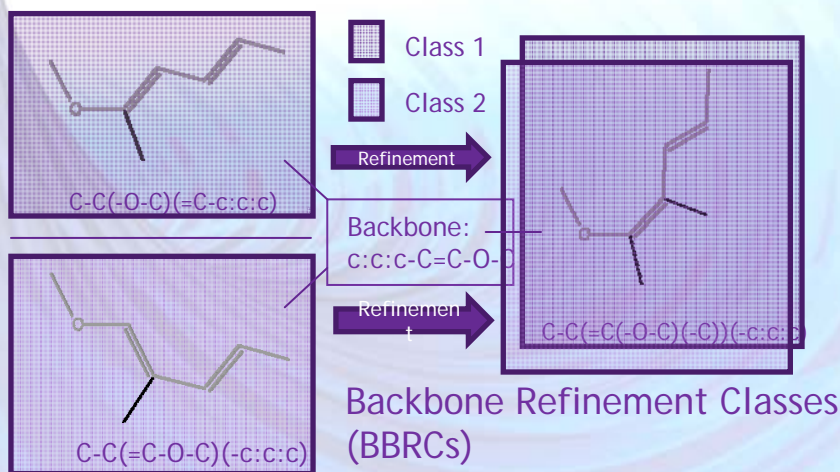 Class 1
Class 2
O
C-C(-O-C)(=C-c:c:c)
Refinement
Backbone:
c:c:c-C=C-O-C
Refinemen
t
O
C-C(=C-O-C)(-c:c:c)
O
C-C(=C(-O-C)(-C))(-c:c:c)
Backbone Refinement Classes
(BBRCs)